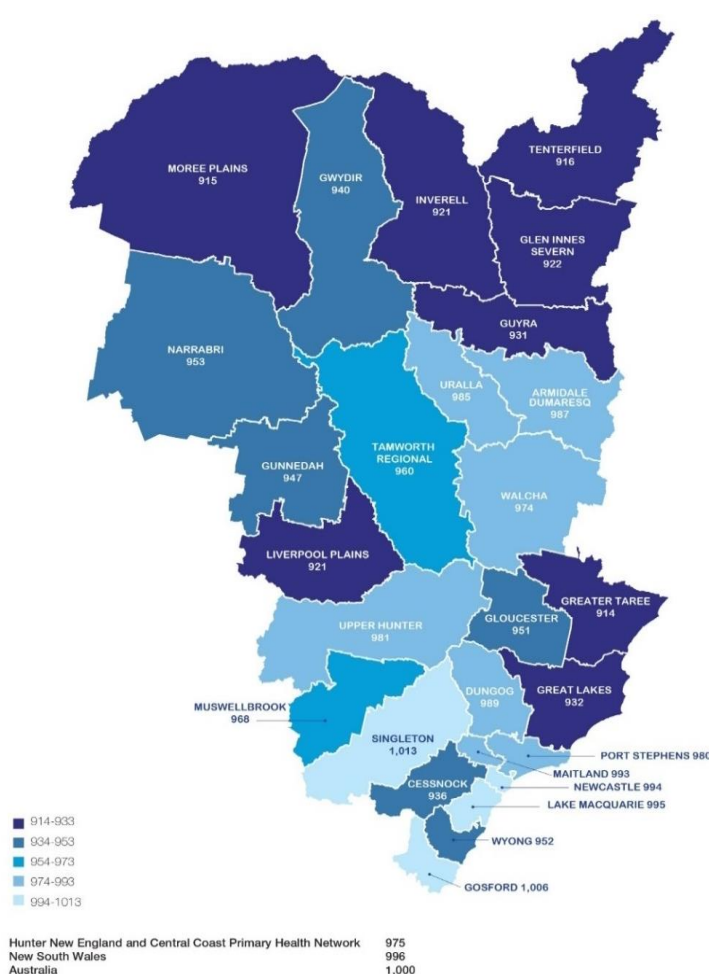 TENTERFIELD
916
MOREE PLAINS
915
GWYDIR
940
INVERELL
921
GLEN INNES
SEVERN
922
GUYRA
931
NARRABRI
953
URALLA
985
ARMIDALE
DUMARESQ
987
TAMWORTH
REGIONAL
960
GUNNEDAH
947
WALCHA
974
LIVERPOOL PLAINS
921
GREATER TAREE
914
GLOUCESTER
951
UPPER HUNTER
981
GREAT LAKES
932
DUNGOG
989
MUSWELLBROOK
968
SINGLETON
1,013
PORT STEPHENS 980
MAITLAND 993
CESSNOCK
936
NEWCASTLE 994
LAKE MACQUARIE 995
WYONG 952
GOSFORD 1,006
914-933
934-953
954-973
974-993
994-1013
Hunter New England and Central Coast Primary Health Network 975
New South Wales 996
Australia 1,000